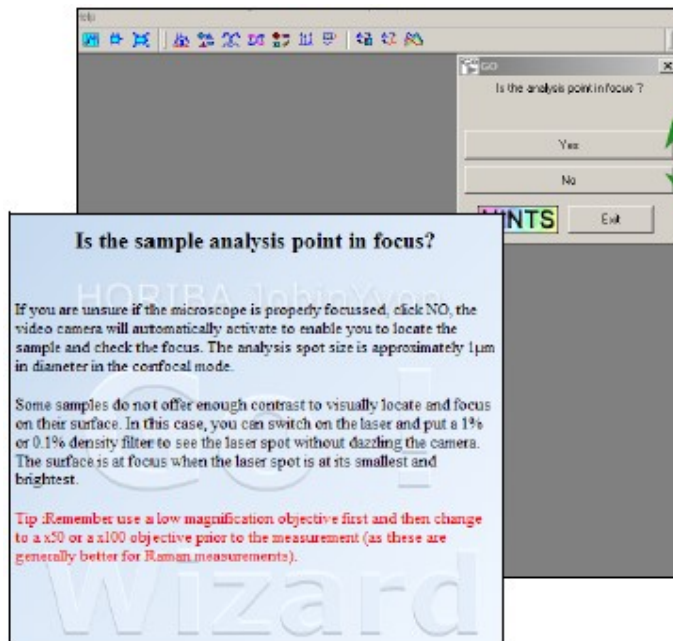 Help
GO
Is the analysis point in focus ?
Yes
No
HINTS
Exit
Is the sample analysis point in focus?
HORIBA JobinYvon
If you are unsure if the microscope is properly focussed, click NO, the
video camera will automatically activate to enable you to locate the
sample and check the focus. The analysis spot size is approximately 1µm
in diameter in the confocal mode.
Some samples do not offer enough contrast to visually locate and focus
on their surface. In this case, you can switch on the laser and put a 1%
or 0.1% density filter to see the laser spot without dazzling the camera.
The surface is at focus when the laser spot is at its smallest and
brightest.
Go !
Tip :Remember use a low magnification objective first and then change
to a x50 or a x100 objective prior to the measurement (as these are
generally better for Raman measurements).
Wizard